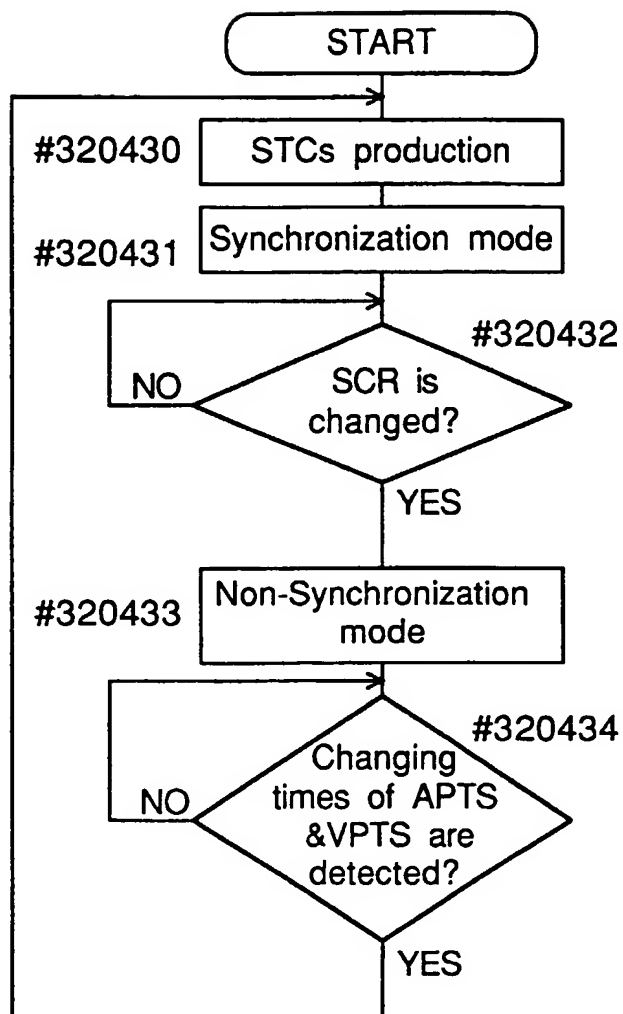 START
#320430
STCs production
#320431
Synchronization mode
#320432
SCR is
changed?
NO
YES
#320433
Non-Synchronization
mode
#320434
Changing
times of APTS
&VPTS are
detected?
NO
YES